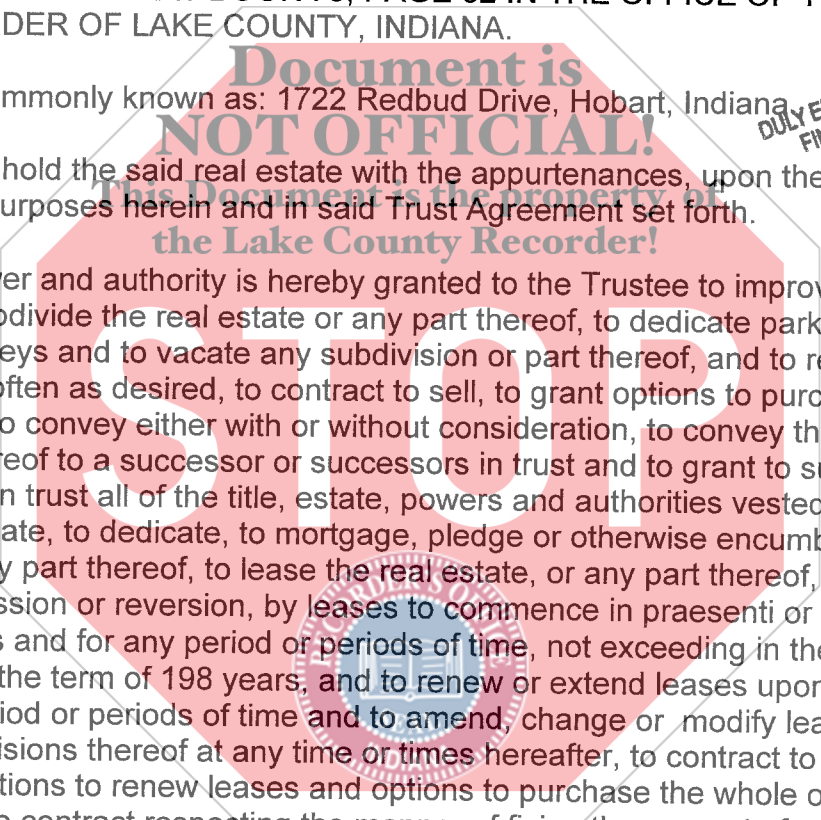 DER OF LAKE COUNTY, INDIANA.
Document is
ommonly known as: 1722 Redbud Drive, Hobart, Indiana
NOT OFFICIAL!
DULY E
FI
hold the said real estate with the appurtenances, upon the
This Document is the property of
urposes herein and in said Trust Agreement set forth.
the Lake County Recorder!
er and authority is hereby granted to the Trustee to improv
bdivide the real estate or any part thereof, to dedicate park
eys and to vacate any subdivision or part thereof, and to re
often as desired, to contract to sell, to grant options to purc
o convey either with or without consideration, to convey th
reof to a successor or successors in trust and to grant to su
n trust all of the title, estate, powers and authorities vested
ate, to dedicate, to mortgage, pledge or otherwise encumb
y part thereof, to lease the real estate, or any part thereof,
ssion or reversion, by leases to commence in praesenti or
s and for any period or periods of time, not exceeding in the
the term of 198 years, and to renew or extend leases upon
iod or periods of time and to amend, change or modify lea
isions thereof at any time or times hereafter, to contract to
tions to renew leases and options to purchase the whole o
STOP
RECORDER'S OFFICE
SEAL
INDIANA